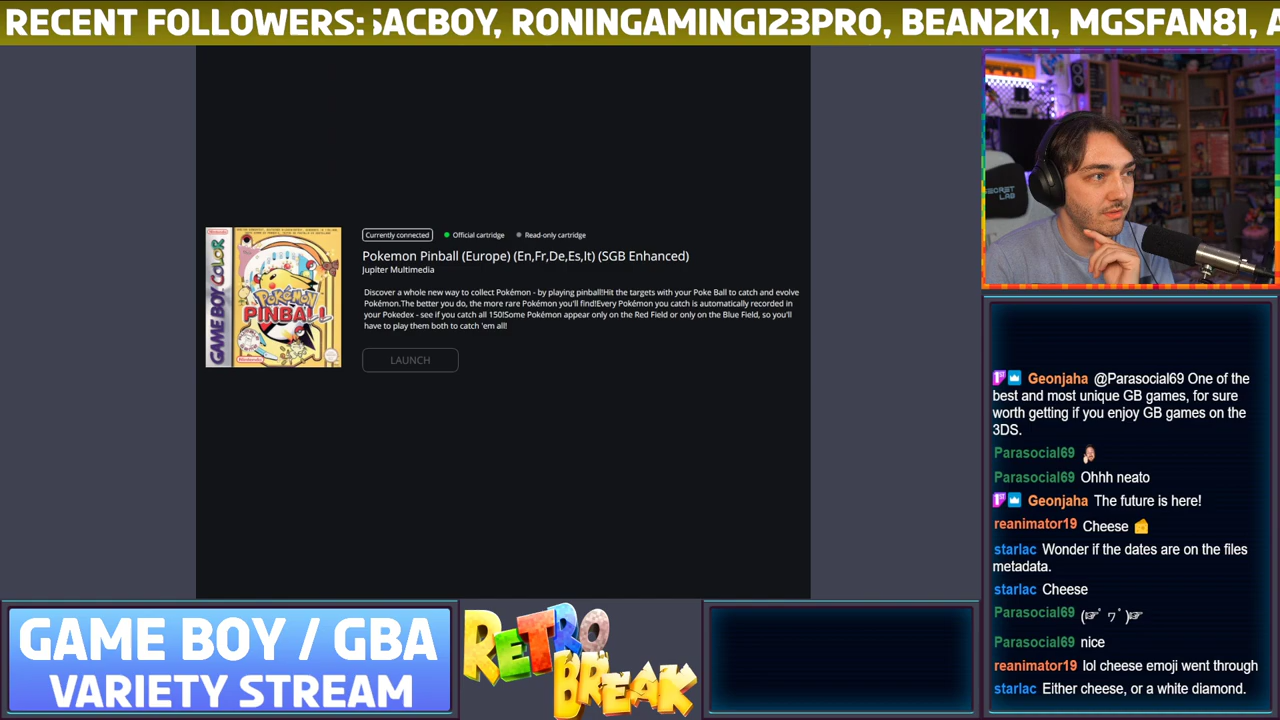 RECENT FOLLOWERS: SACBOY, RONINGAMING123PRO, BEAN2K1, MGSFAN81, A
Currently connected
Official cartridge
Read-only cartridge
Pokemon Pinball (Europe) (En,Fr,De,Es,It) (SGB Enhanced)
Jupiter Multimedia
Discover a whole new way to collect Pokémon - by playing pinball!Hit the targets with your Poke Ball to catch and evolve
Pokémon.The better you do, the more rare Pokémon you'll find!Every Pokémon you catch is automatically recorded in
your Pokedex - see if you catch all 150!Some Pokémon appear only on the Red Field or only on the Blue Field, so you'll
have to play them both to catch 'em all!
LAUNCH
Nintendo
GAME BOY COLOR
POKéMON
PINBALL
Nintendo
SECRET
LAB
Geonjaha @Parasocial69 One of the
best and most unique GB games, for sure
worth getting if you enjoy GB games on the
3DS.
Parasocial69
Parasocial69 Ohhh neato
Geonjaha The future is here!
reanimator19 Cheese 🧀
starlac Wonder if the dates are on the files
metadata.
starlac Cheese
Parasocial69 (☞ﾟヮﾟ)☞
Parasocial69 nice
reanimator19 lol cheese emoji went through
starlac Either cheese, or a white diamond.
GAME BOY / GBA
VARIETY STREAM
RETRO
BREAK